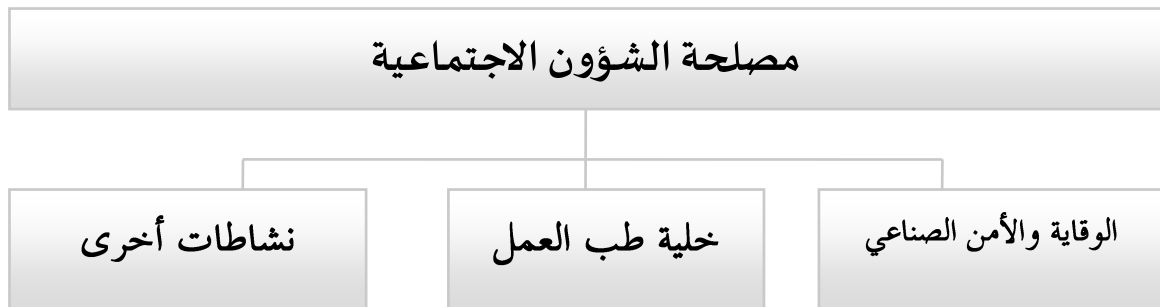 مصلحة الشؤون الاجتماعية
الوقاية والأمن الصناعي
خلية طب العمل
نشاطات أخرى